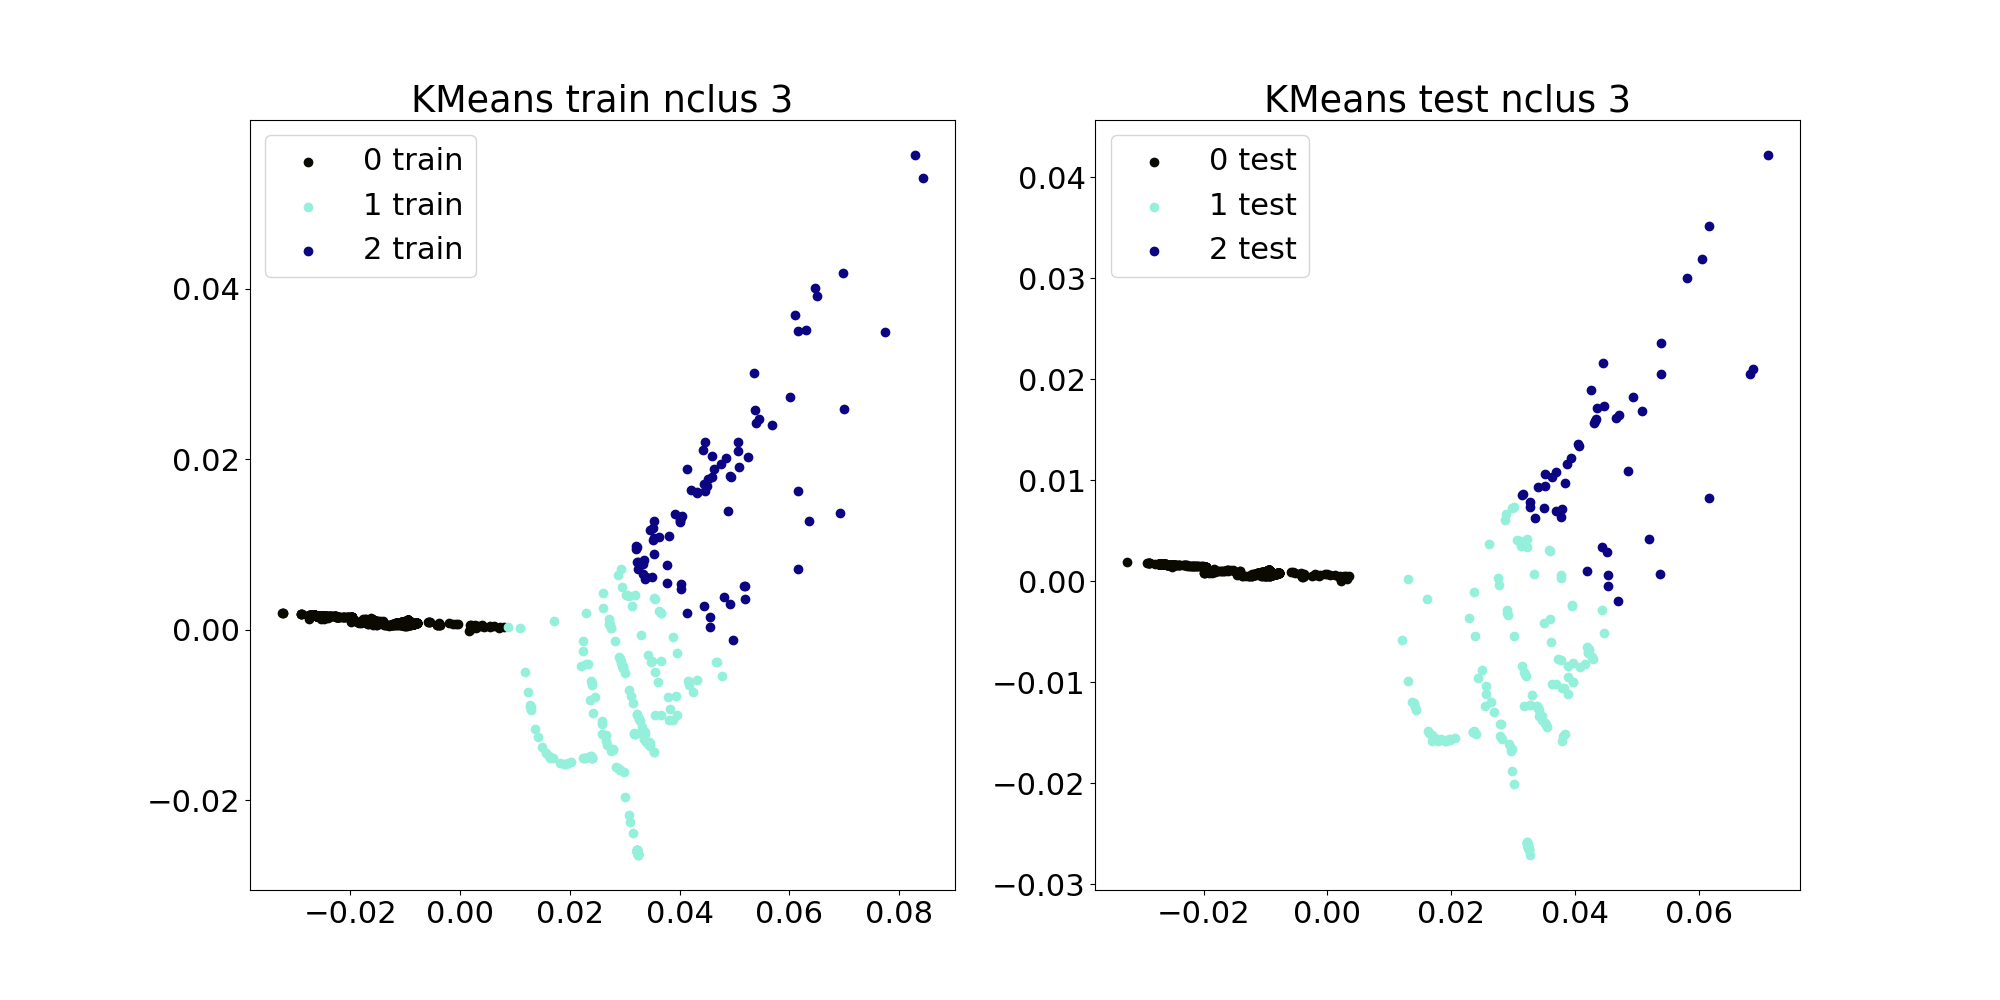 KMeans train nclus 3
0 train
1 train
2 train
0.04
0.02
0.00
−0.02
−0.02 0.00 0.02 0.04 0.06 0.08
KMeans test nclus 3
0 test
1 test
2 test
0.04
0.03
0.02
0.01
0.00
−0.01
−0.02
−0.03
−0.02 0.00 0.02 0.04 0.06